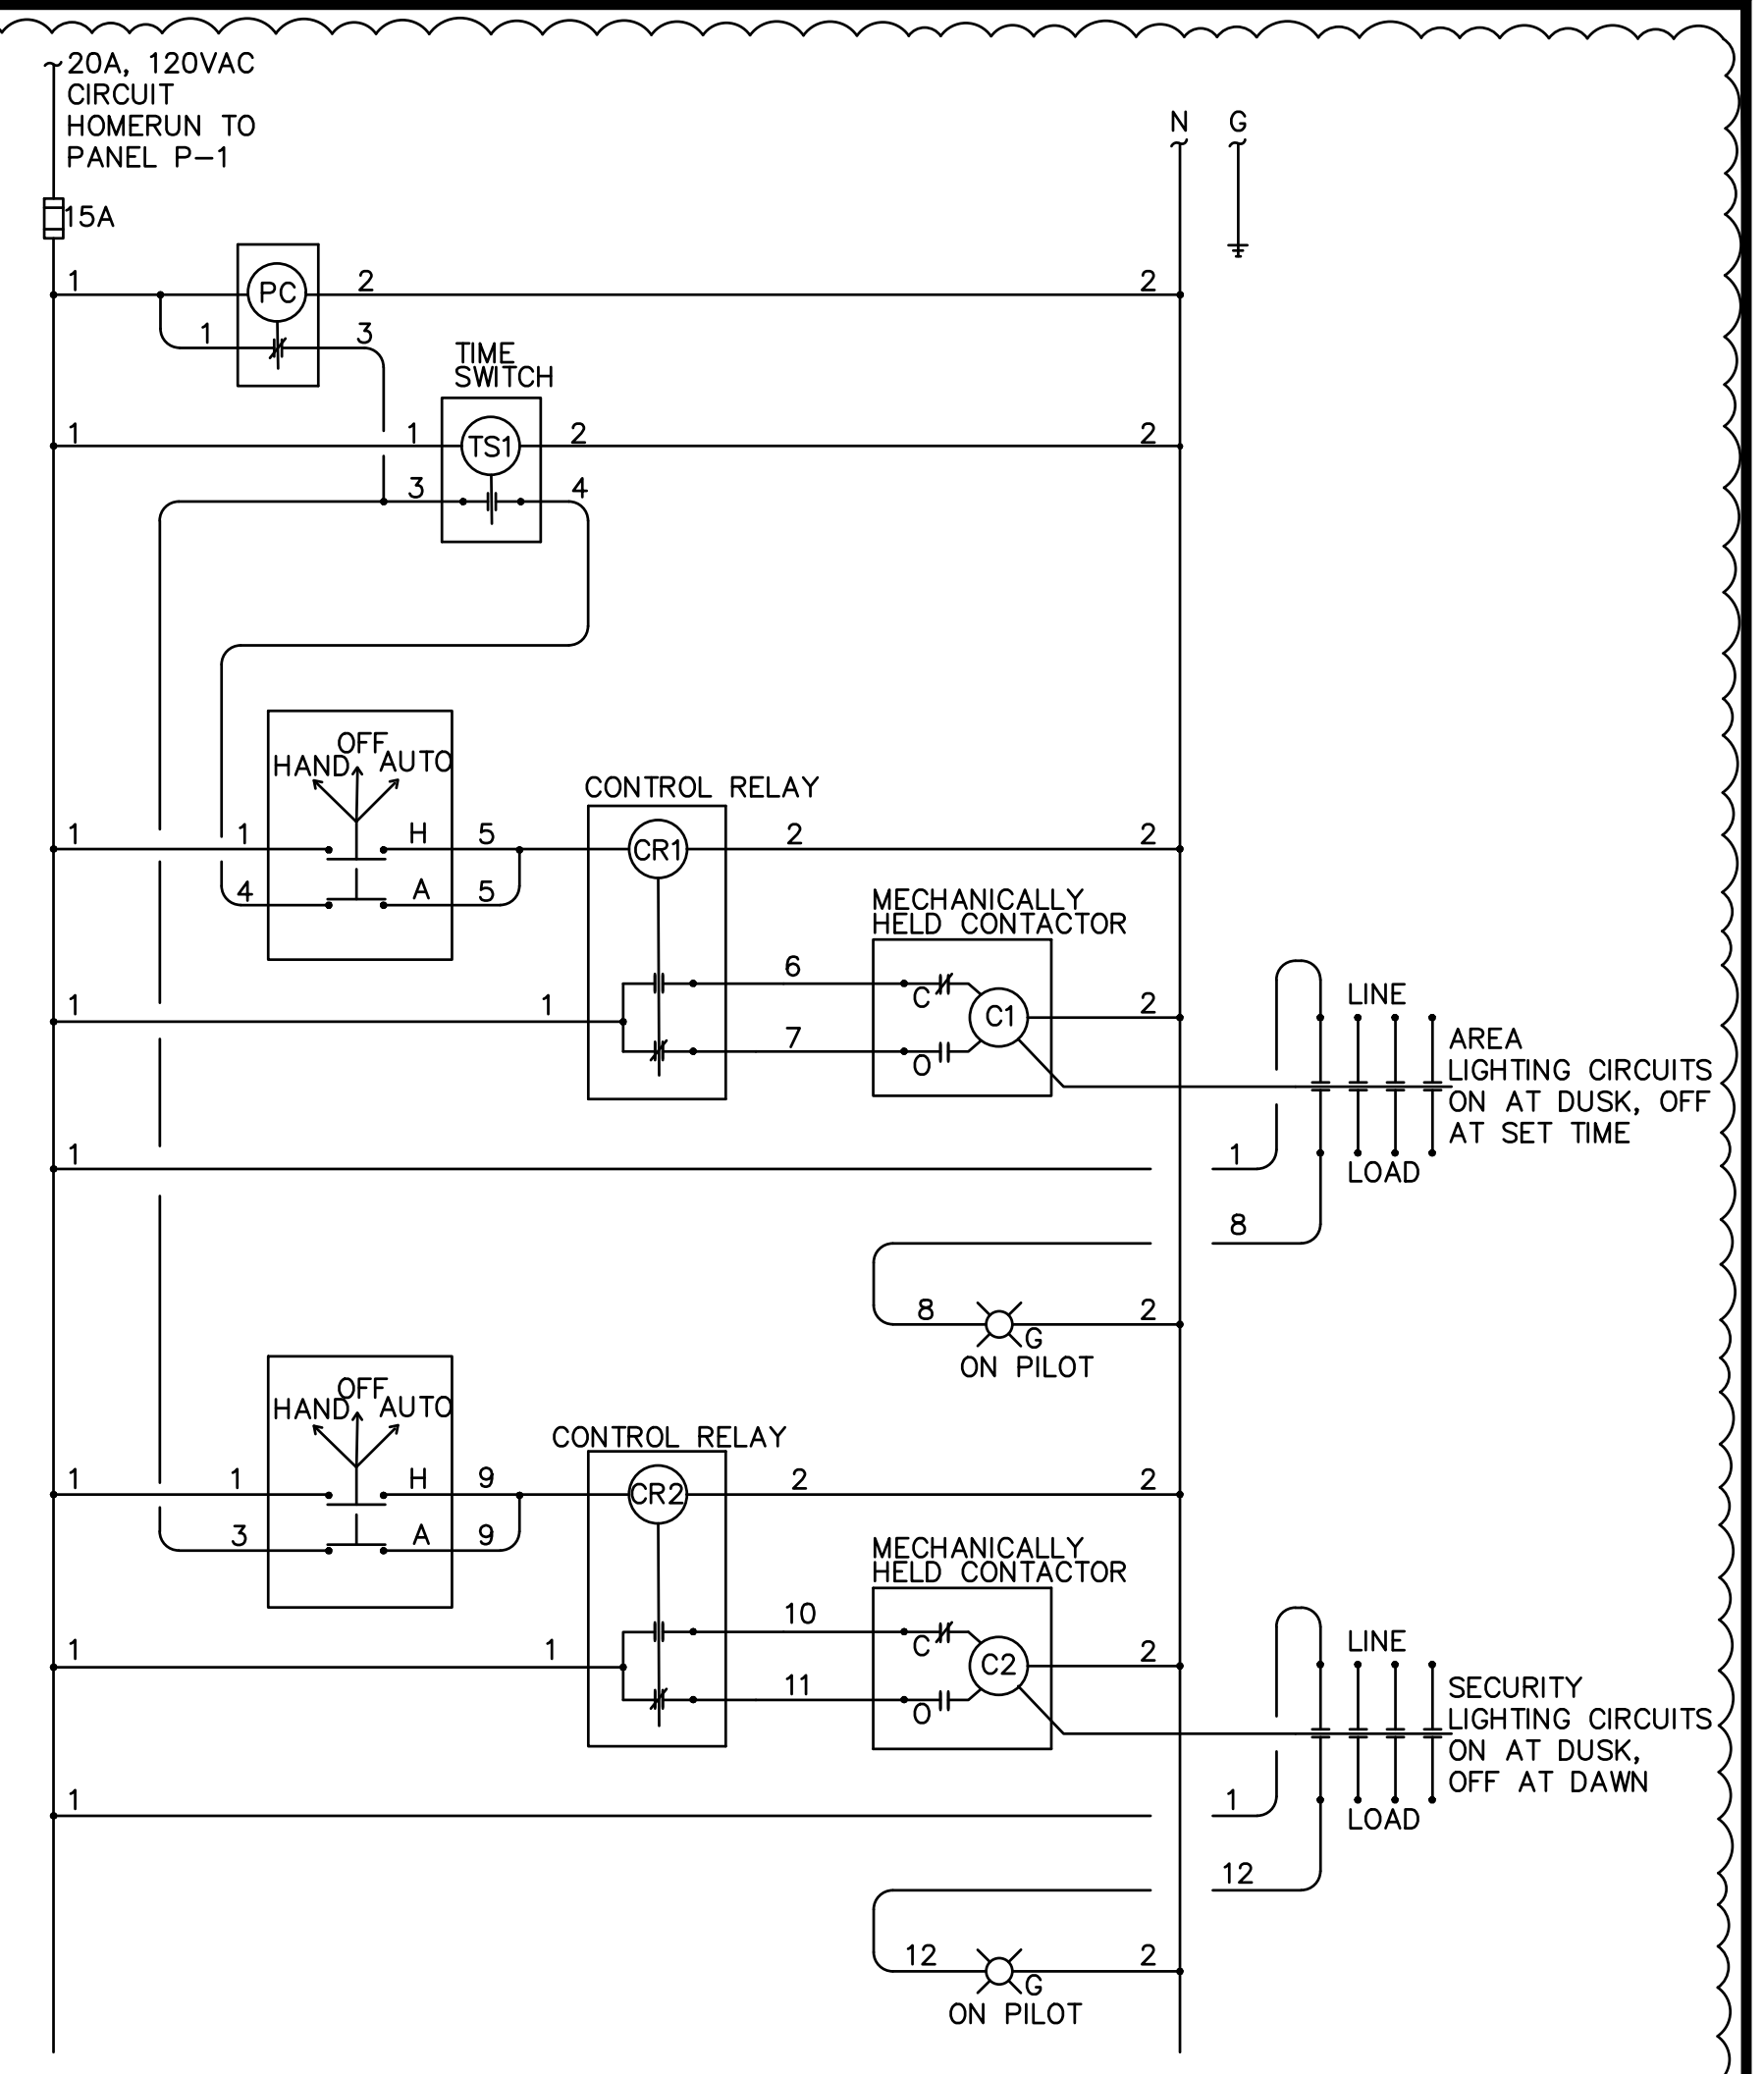 20A, 120VAC
CIRCUIT
HOMERUN TO
PANEL P-1
N G
15A
1 PC 2 2
1 3
TIME
SWITCH
1 1 TS1 2 2
3 4
OFF
HAND AUTO
CONTROL RELAY
1 1 H 5 CR1 2 2
4 A 5
MECHANICALLY
HELD CONTACTOR
6
C
1 1 C1 2
7
O
LINE
AREA
LIGHTING CIRCUITS
ON AT DUSK, OFF
AT SET TIME
LOAD
1 1
8
8 G 2
ON PILOT
OFF
HAND AUTO
CONTROL RELAY
1 1 H 9 CR2 2 2
3 A 9
MECHANICALLY
HELD CONTACTOR
10
C
1 1 C2 2
11
O
LINE
SECURITY
LIGHTING CIRCUITS
ON AT DUSK,
OFF AT DAWN
LOAD
1 1
12
12 G 2
ON PILOT